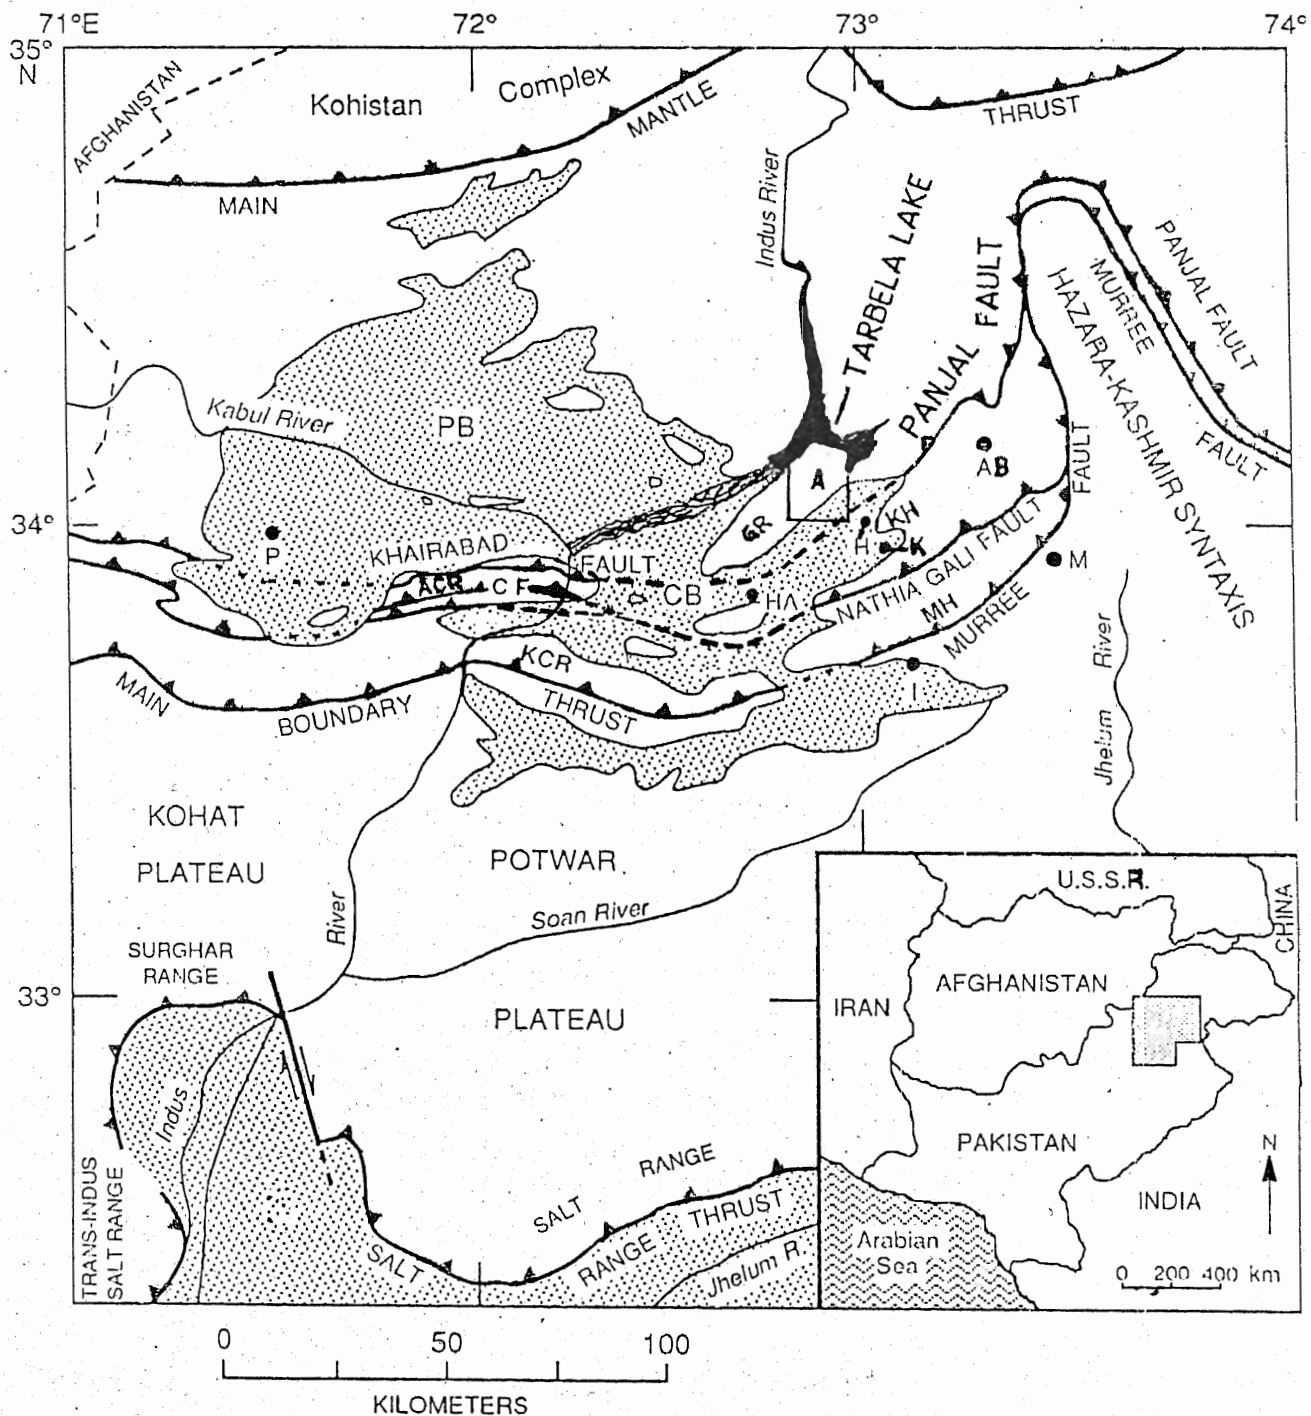 71°E 72° 73° 74°
35°
N
AFGHANISTAN
Kohistan Complex
MAIN MANTLE THRUST
Indus River
TARBELA LAKE
PANJAL FAULT
PANJAL FAULT
MURREE FAULT
HAZARA-KASHMIR SYNTAXIS
Kabul River
PB
A
AB
GR
KH
H
K
34°
P
KHAIRABAD FAULT
ACR
CF
CB
HA
NATHIA GALI FAULT
MH
MURREE FAULT
M
I
KCR
MAIN BOUNDARY THRUST
Jhelum River
KOHAT
PLATEAU
POTWAR
PLATEAU
Soan River
Indus River
SURGHAR
RANGE
33°
TRANS-INDUS
SALT RANGE
SALT RANGE
SALT RANGE THRUST
Jhelum R.
U.S.S.R.
CHINA
AFGHANISTAN
IRAN
PAKISTAN
INDIA
N
Arabian
Sea
0 200 400 km
0 50 100
KILOMETERS